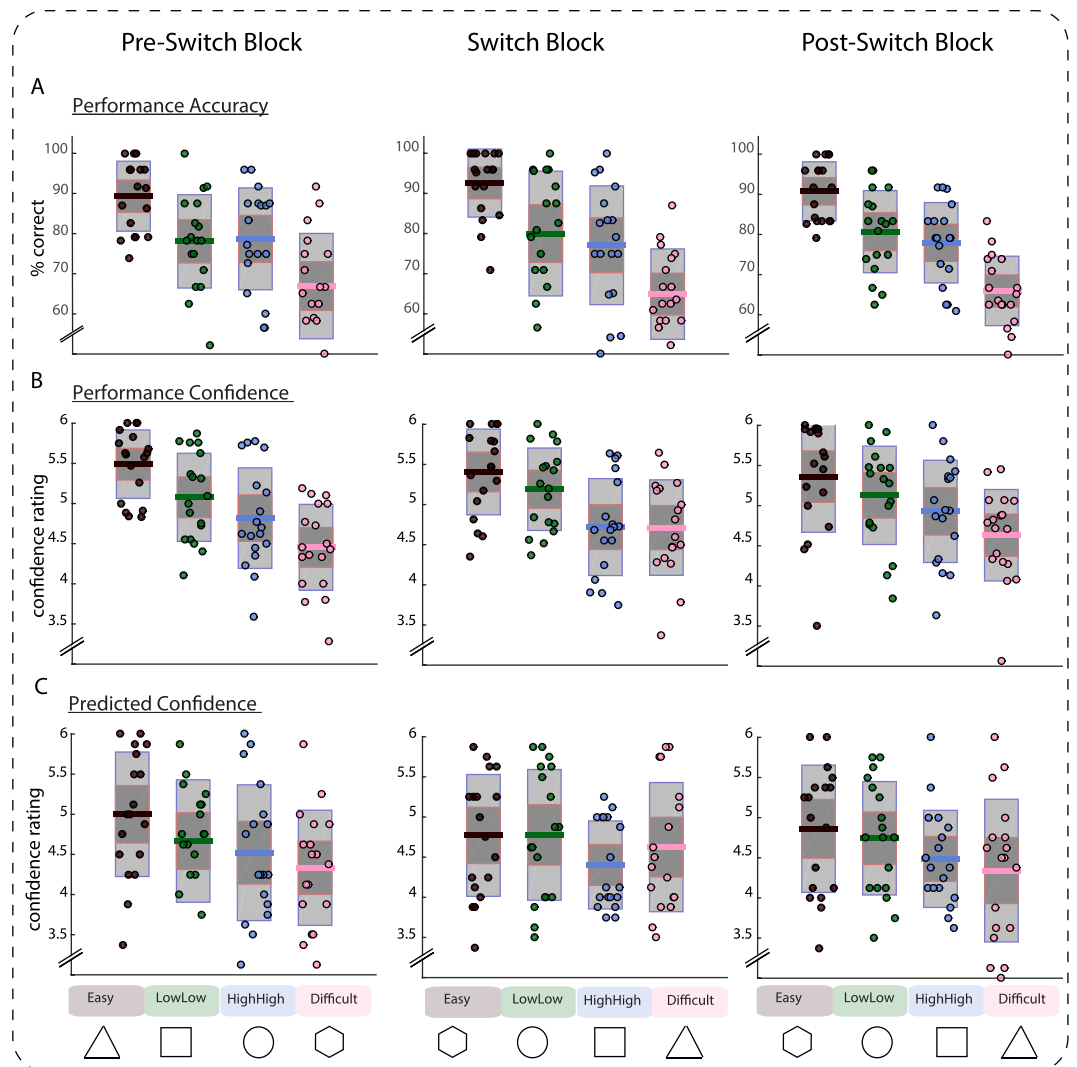 Pre-Switch Block Switch Block Post-Switch Block
A
Performance Accuracy
% correct
100 90 80 70 60
100 90 80 70 60
100 90 80 70 60
B
Performance Confidence
confidence rating
6 5.5 5 4.5 4 3.5
6 5.5 5 4.5 4 3.5
6 5.5 5 4.5 4 3.5
C
Predicted Confidence
confidence rating
6 5.5 5 4.5 4 3.5
6 5.5 5 4.5 4 3.5
6 5.5 5 4.5 4 3.5
Easy LowLow HighHigh Difficult Easy LowLow HighHigh Difficult Easy LowLow HighHigh Difficult